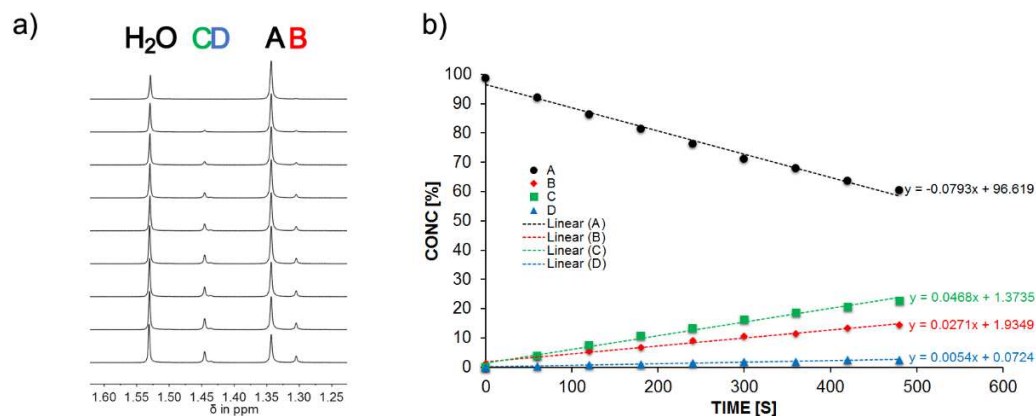 a)
H₂O CD A B
1.60 1.55 1.50 1.45 1.40 1.35 1.30 1.25
δ in ppm
b)
100
90
80
70
60
50
40
30
20
10
0
CONC [%]
A
B
C
D
Linear (A)
Linear (B)
Linear (C)
Linear (D)
y = -0.0793x + 96.619
y = 0.0468x + 1.3735
y = 0.0271x + 1.9349
y = 0.0054x + 0.0724
0 100 200 300 400 500 600
TIME [S]